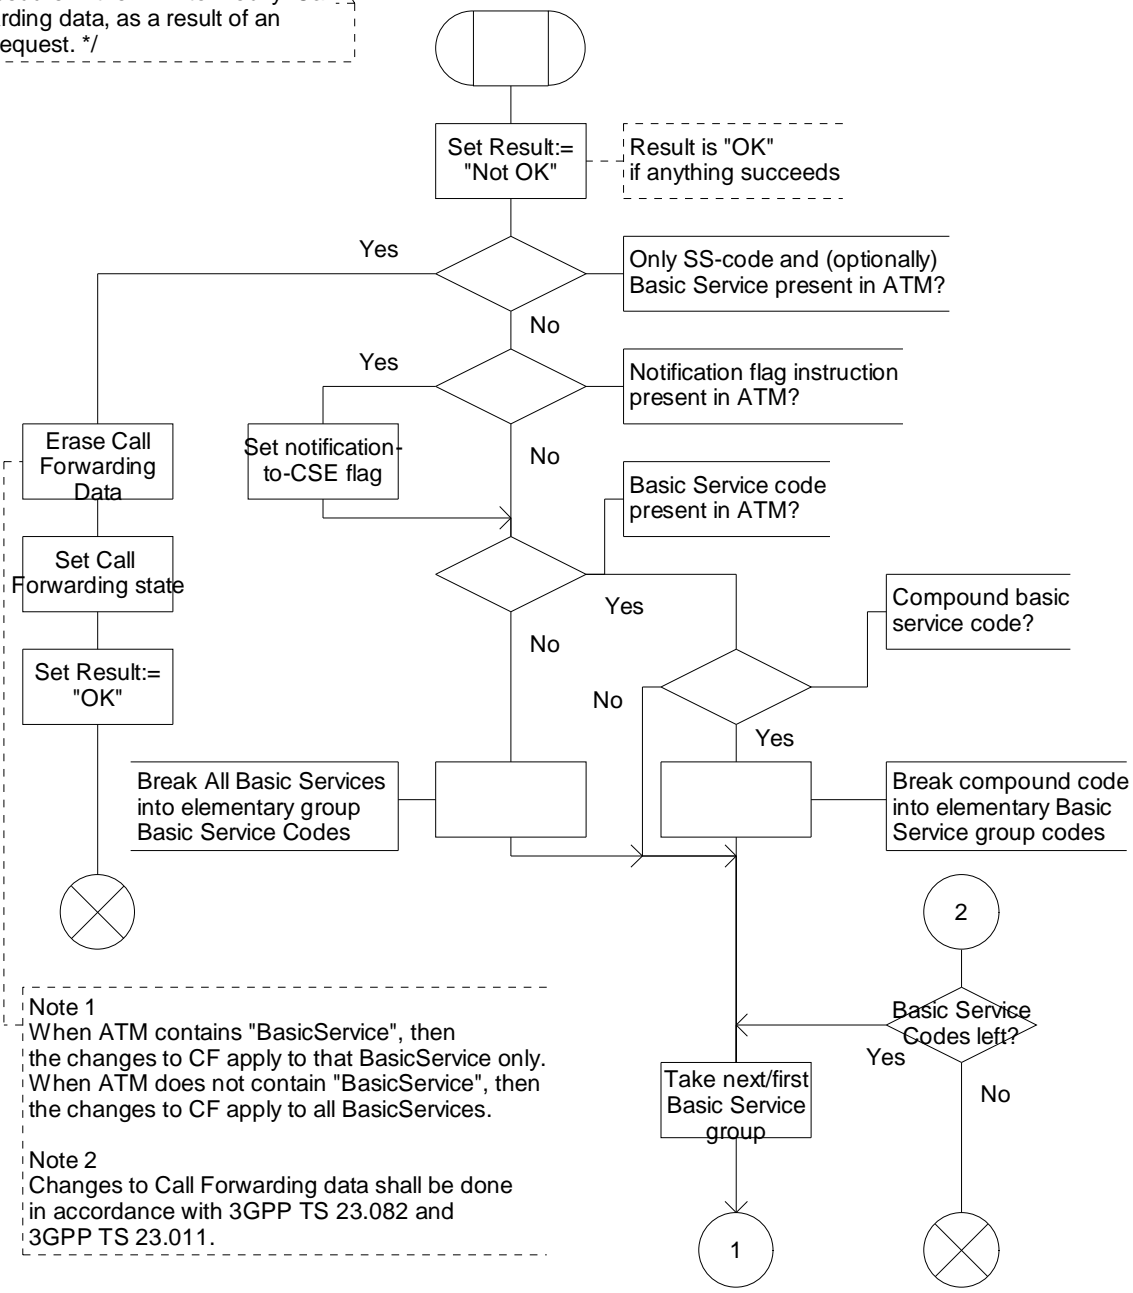 rding data, as a result of an
equest. */
Set Result:=
"Not OK"
Result is "OK"
if anything succeeds
Yes
Only SS-code and (optionally)
Basic Service present in ATM?
No
Yes
Notification flag instruction
present in ATM?
Erase Call
Forwarding
Data
Set notification-
to-CSE flag
No
Basic Service code
present in ATM?
Set Call
Forwarding state
Yes
Compound basic
service code?
No
Set Result:=
"OK"
No
Yes
Break All Basic Services
into elementary group
Basic Service Codes
Break compound code
into elementary Basic
Service group codes
2
Basic Service
Codes left?
Yes
No
Note 1
When ATM contains "BasicService", then
the changes to CF apply to that BasicService only.
When ATM does not contain "BasicService", then
the changes to CF apply to all BasicServices.
Note 2
Changes to Call Forwarding data shall be done
in accordance with 3GPP TS 23.082 and
3GPP TS 23.011.
Take next/first
Basic Service
group
1